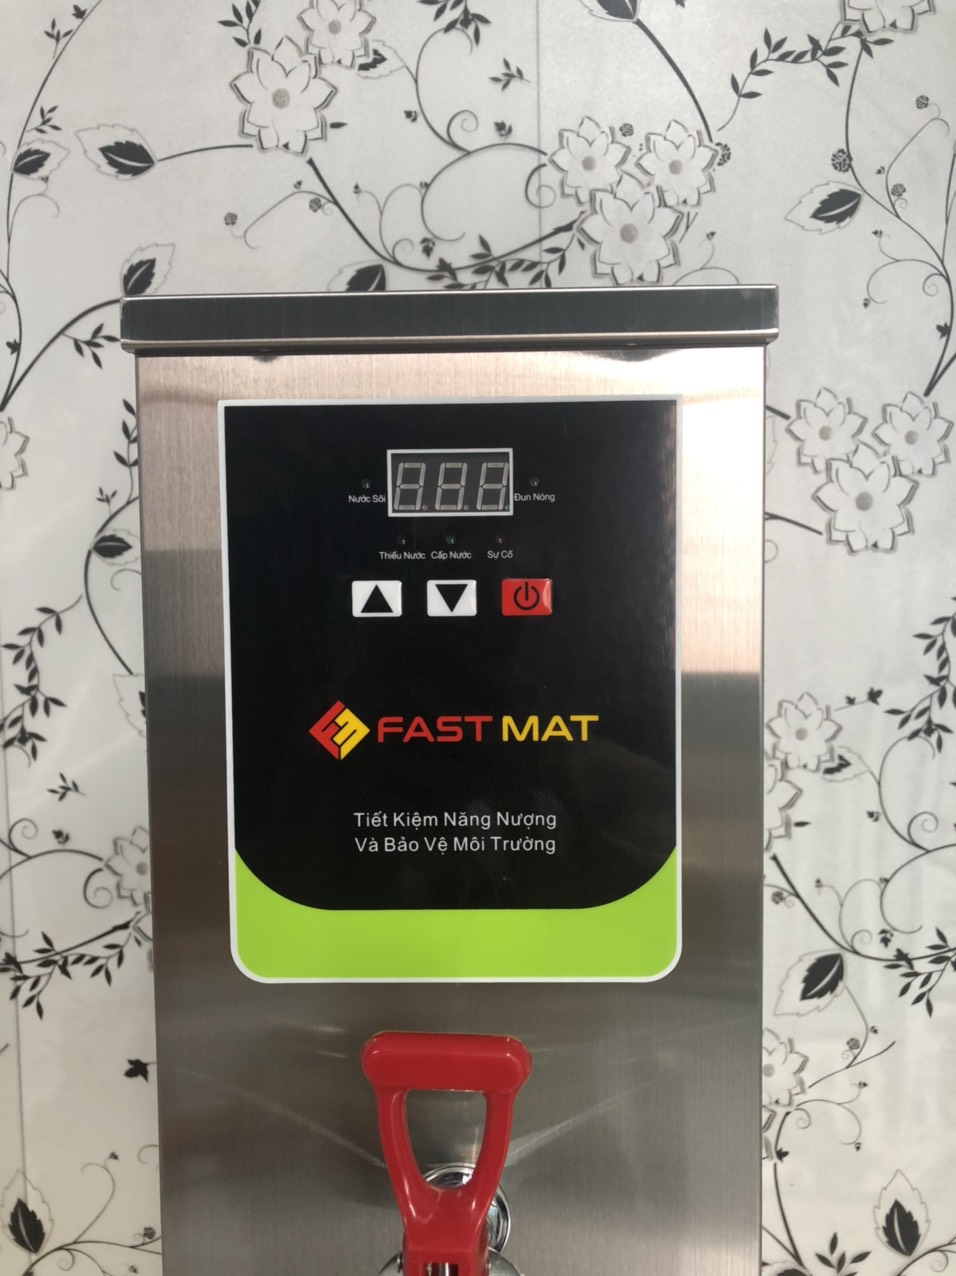 Nước Sôi
Đun Nóng
Thiếu Nước Cấp Nước Sự Cố
FAST MAT
Tiết Kiệm Năng Nượng
Và Bảo Vệ Môi Trường